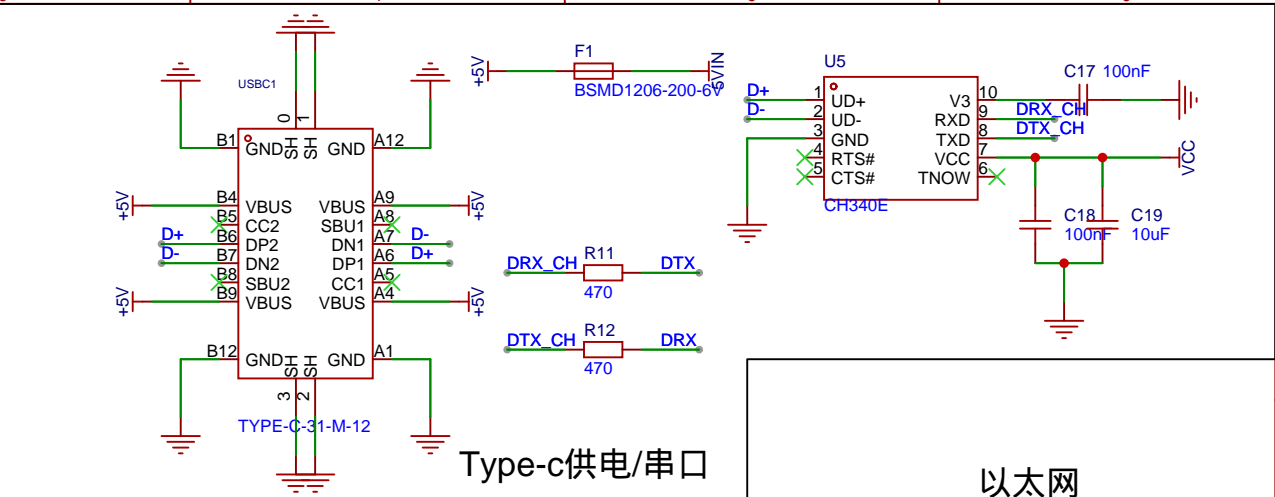 USBC1
0
1
B1
GND
SH
SH
GND
A12
+5V
B4
VBUS
VBUS
A9
+5V
B5
CC2
SBU1
A8
D+
B6
DP2
DN1
A7
D-
D-
B7
DN2
DP1
A6
D+
B8
SBU2
CC1
A5
+5V
B9
VBUS
VBUS
A4
+5V
B12
GND
SH
SH
GND
A1
3
2
TYPE-C-31-M-12
+5V
F1
BSMD1206-200-6V
5VIN
DRX_CH
R11
DTX
470
DTX_CH
R12
DRX
470
Type-c供电/串口
U5
D+
1
UD+
V3
10
C17 100nF
D-
2
UD-
RXD
9
DRX_CH
3
GND
TXD
8
DTX_CH
4
RTS#
VCC
7
VCC
5
CTS#
TNOW
6
CH340E
C18
100nF
C19
10uF
以太网